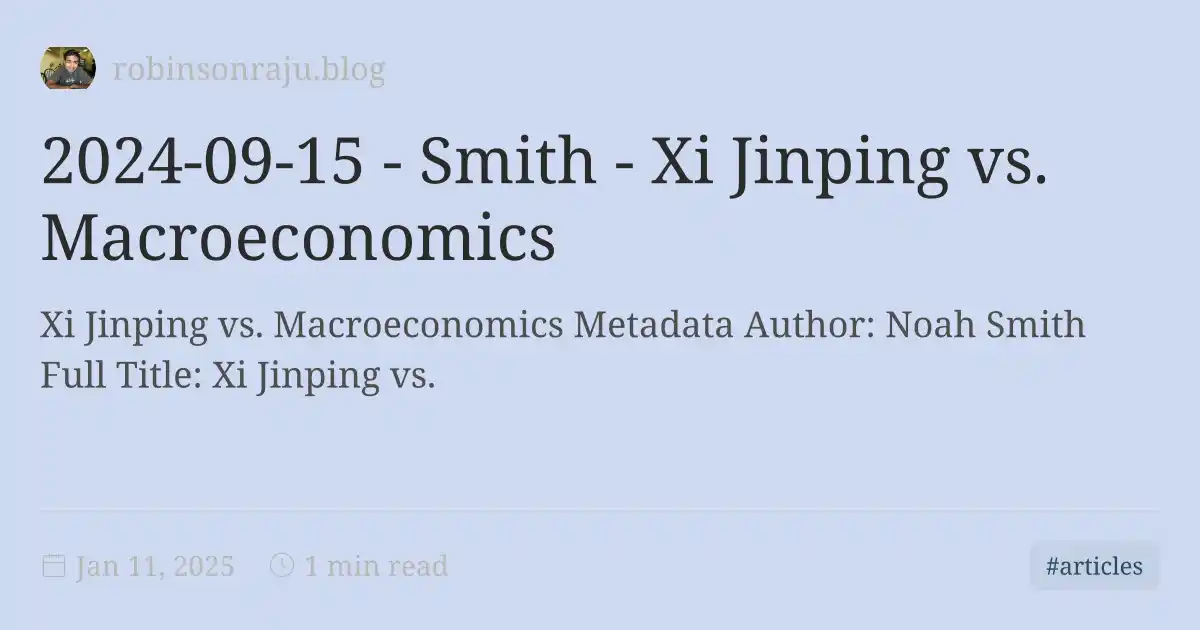 robinsonraju.blog
2024-09-15 - Smith - Xi Jinping vs.
Macroeconomics
Xi Jinping vs. Macroeconomics Metadata Author: Noah Smith
Full Title: Xi Jinping vs.
Jan 11, 2025 1 min read
#articles